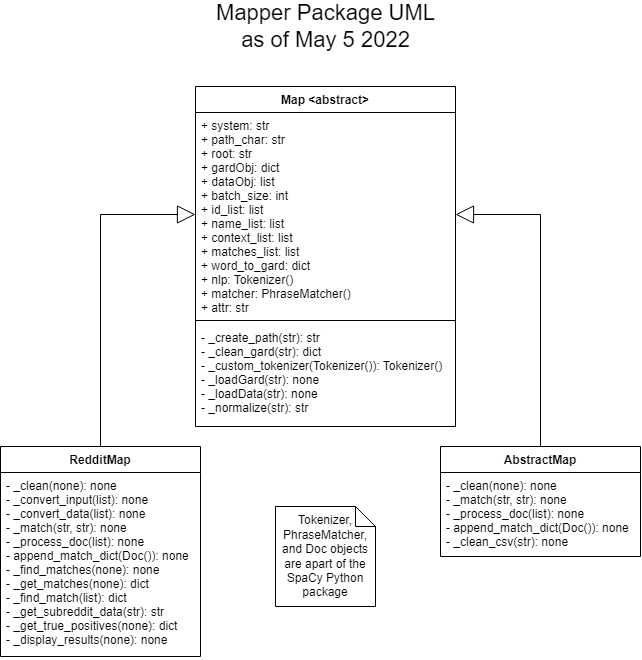 Mapper Package UML
as of May 5 2022
Map <abstract>
+ system: str
+ path_char: str
+ root: str
+ gardObj: dict
+ dataObj: list
+ batch_size: int
+ id_list: list
+ name_list: list
+ context_list: list
+ matches_list: list
+ word_to_gard: dict
+ nlp: Tokenizer()
+ matcher: PhraseMatcher()
+ attr: str
- _create_path(str): str
- _clean_gard(str): dict
- _custom_tokenizer(Tokenizer()): Tokenizer()
- _loadGard(str): none
- _loadData(str): none
- _normalize(str): str
RedditMap
- _clean(none): none
- _convert_input(list): none
- _convert_data(list): none
- _match(str, str): none
- _process_doc(list): none
- append_match_dict(Doc()): none
- _find_matches(none): none
- _get_matches(none): dict
- _find_match(list): dict
- _get_subreddit_data(str): str
- _get_true_positives(none): dict
- _display_results(none): none
Tokenizer,
PhraseMatcher,
and Doc objects
are apart of the
SpaCy Python
package
AbstractMap
- _clean(none): none
- _match(str, str): none
- _process_doc(list): none
- append_match_dict(Doc()): none
- _clean_csv(str): none